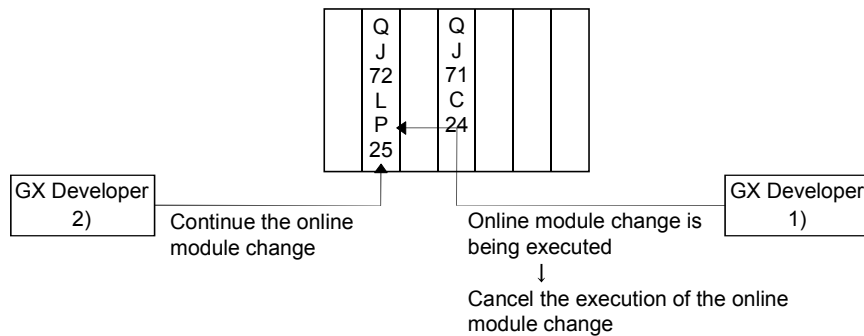 Q
J
72
L
P
25
Q
J
71
C
24
GX Developer
2)
Continue the online
module change
Online module change is
being executed
↓
Cancel the execution of the online
module change
GX Developer
1)